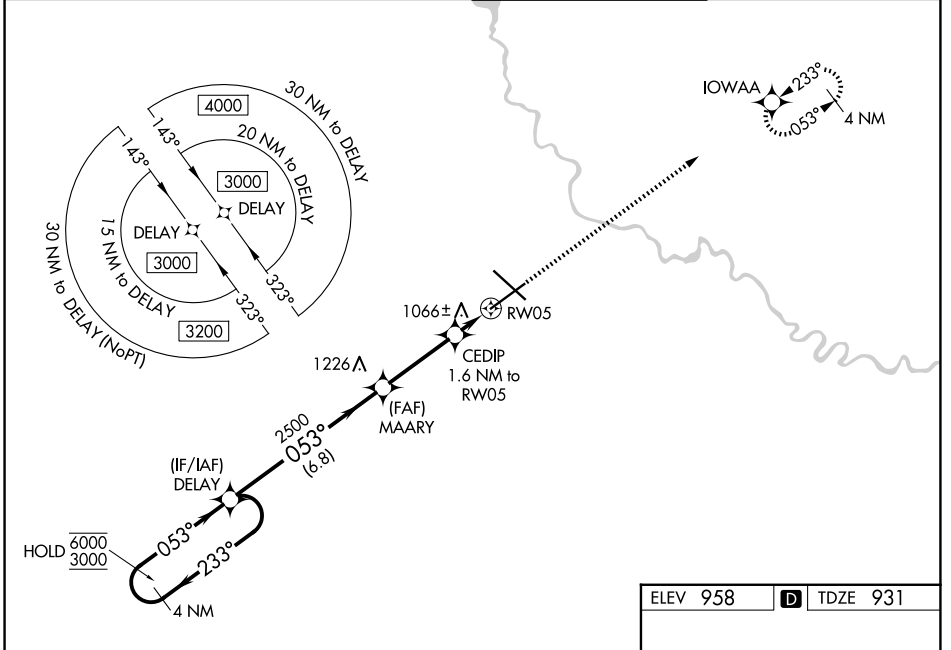 4000
30 NM to DELAY
143°
20 NM to DELAY
3000
DELAY
323°
143°
DELAY
15 NM to DELAY
3000
323°
30 NM to DELAY (NoPT)
3200
IOWAA
233°
053°
4 NM
1066±
RW05
CEDIP
1.6 NM to
RW05
1226
(FAF)
MAARY
2500
053°
(6.8)
(IF/IAF)
DELAY
HOLD 6000
3000
053°
233°
4 NM
ELEV 958 D TDZE 931